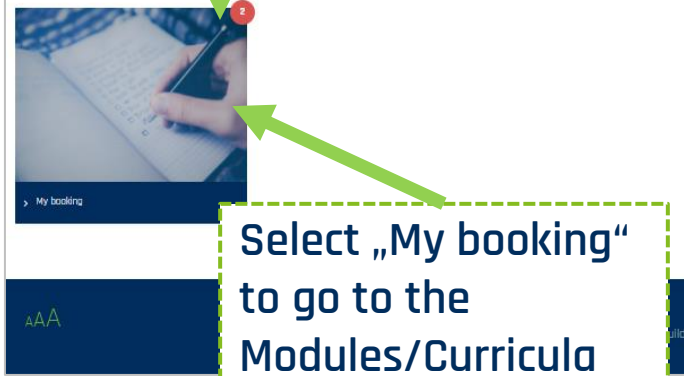 2
> My booking
Select „My booking“
to go to the
Modules/Curricula
AAA